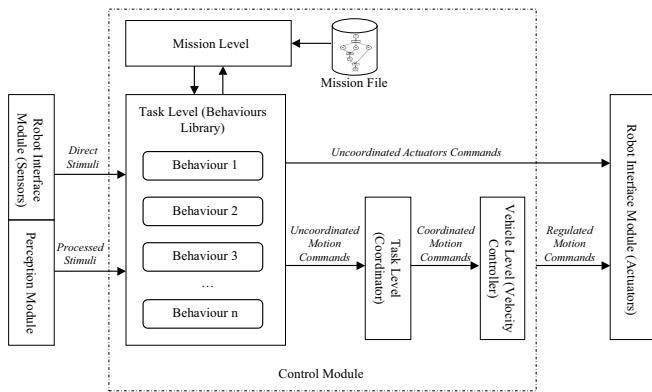 Mission Level
Mission File
Robot Interface
Module (Sensors)
Perception Module
Direct
Stimuli
Processed
Stimuli
Task Level (Behaviours
Library)
Behaviour 1
Behaviour 2
Behaviour 3
…
Behaviour n
Uncoordinated Actuators Commands
Uncoordinated
Motion
Commands
Task Level
(Coordinator)
Coordinated
Motion
Commands
Vehicle Level (Velocity
Controller)
Regulated
Motion
Commands
Robot Interface Module (Actuators)
Control Module